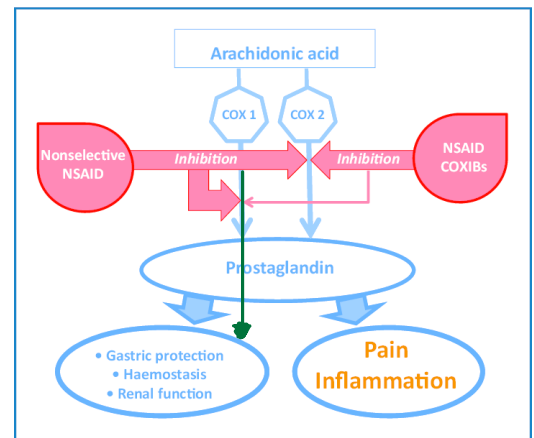 Arachidonic acid
COX 1
COX 2
Nonselective
NSAID
Inhibition
Inhibition
NSAID
COXIBs
Prostaglandin
• Gastric protection
• Haemostasis
• Renal function
Pain
Inflammation